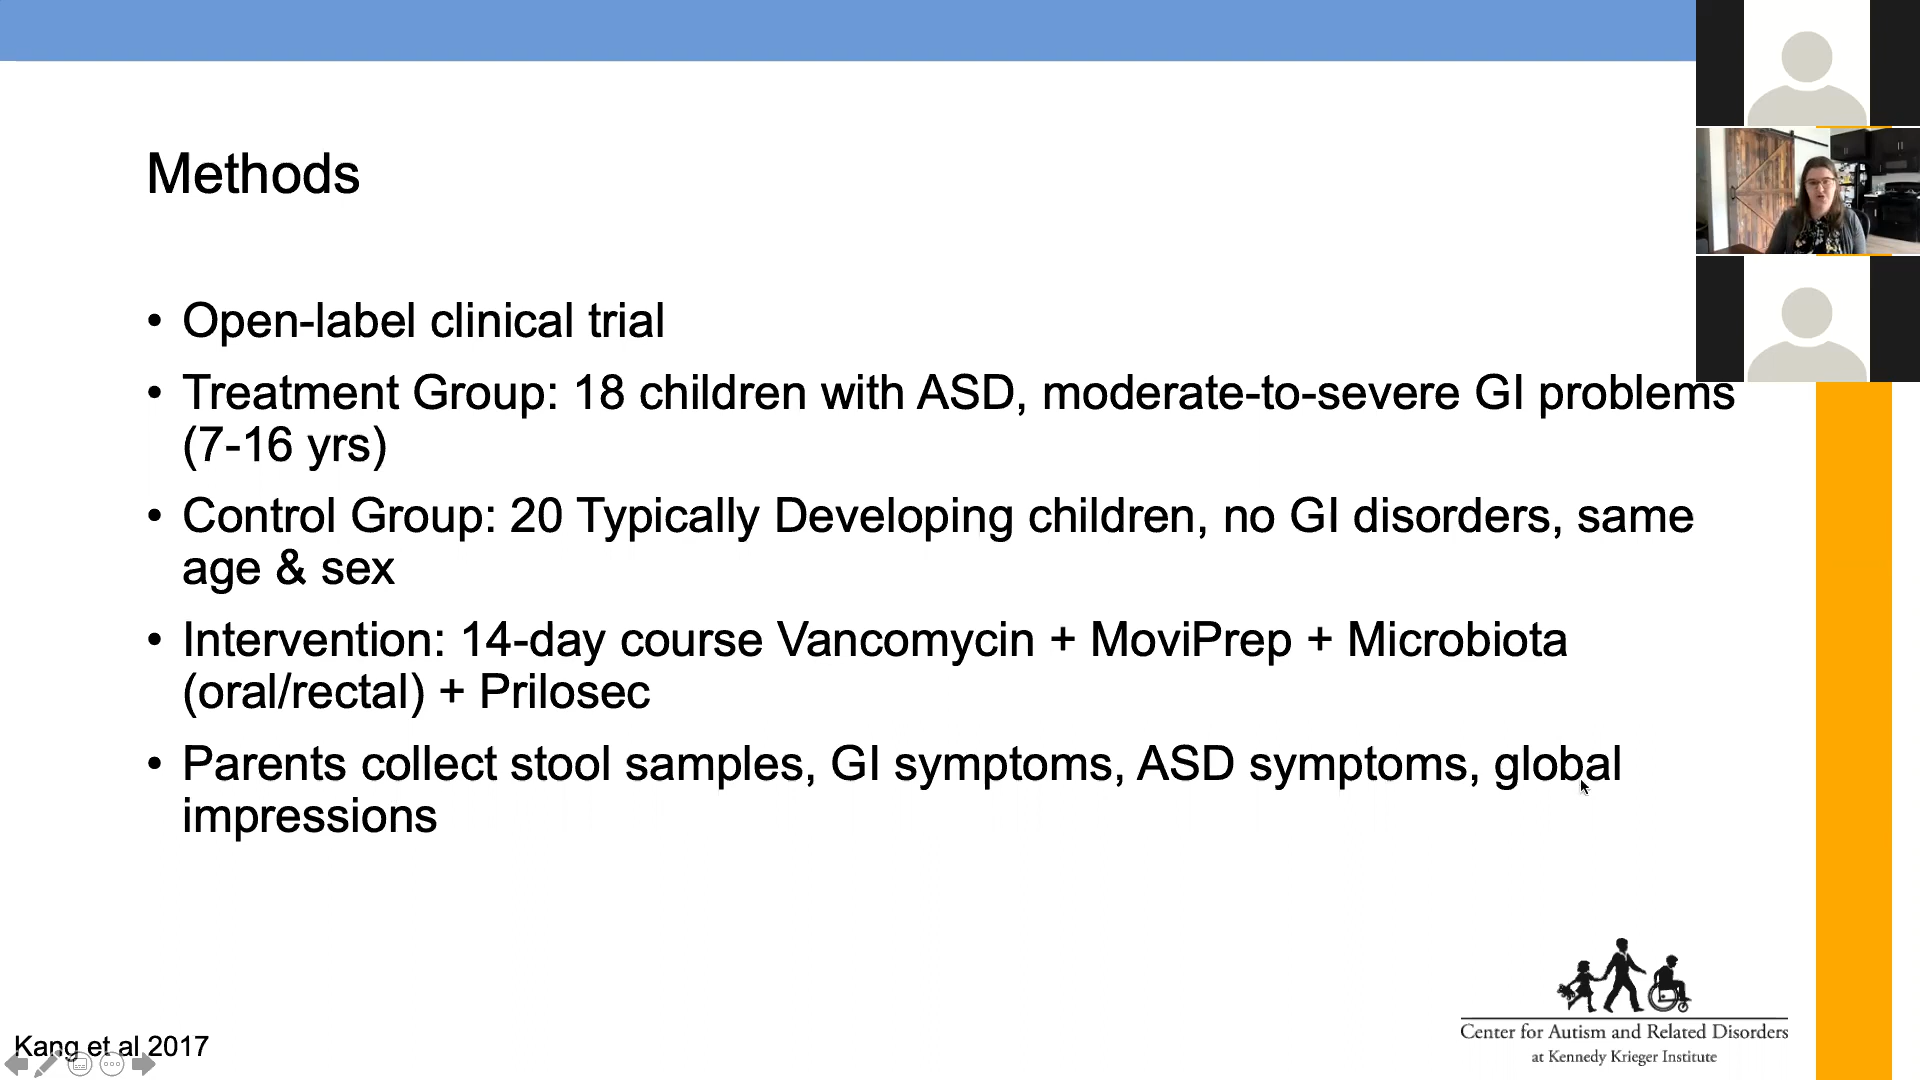 Methods
• Open-label clinical trial
• Treatment Group: 18 children with ASD, moderate-to-severe GI problems
(7-16 yrs)
• Control Group: 20 Typically Developing children, no GI disorders, same
age & sex
• Intervention: 14-day course Vancomycin + MoviPrep + Microbiota
(oral/rectal) + Prilosec
• Parents collect stool samples, GI symptoms, ASD symptoms, global
impressions
Center for Autism and Related Disorders
at Kennedy Krieger Institute
Kang et al 2017